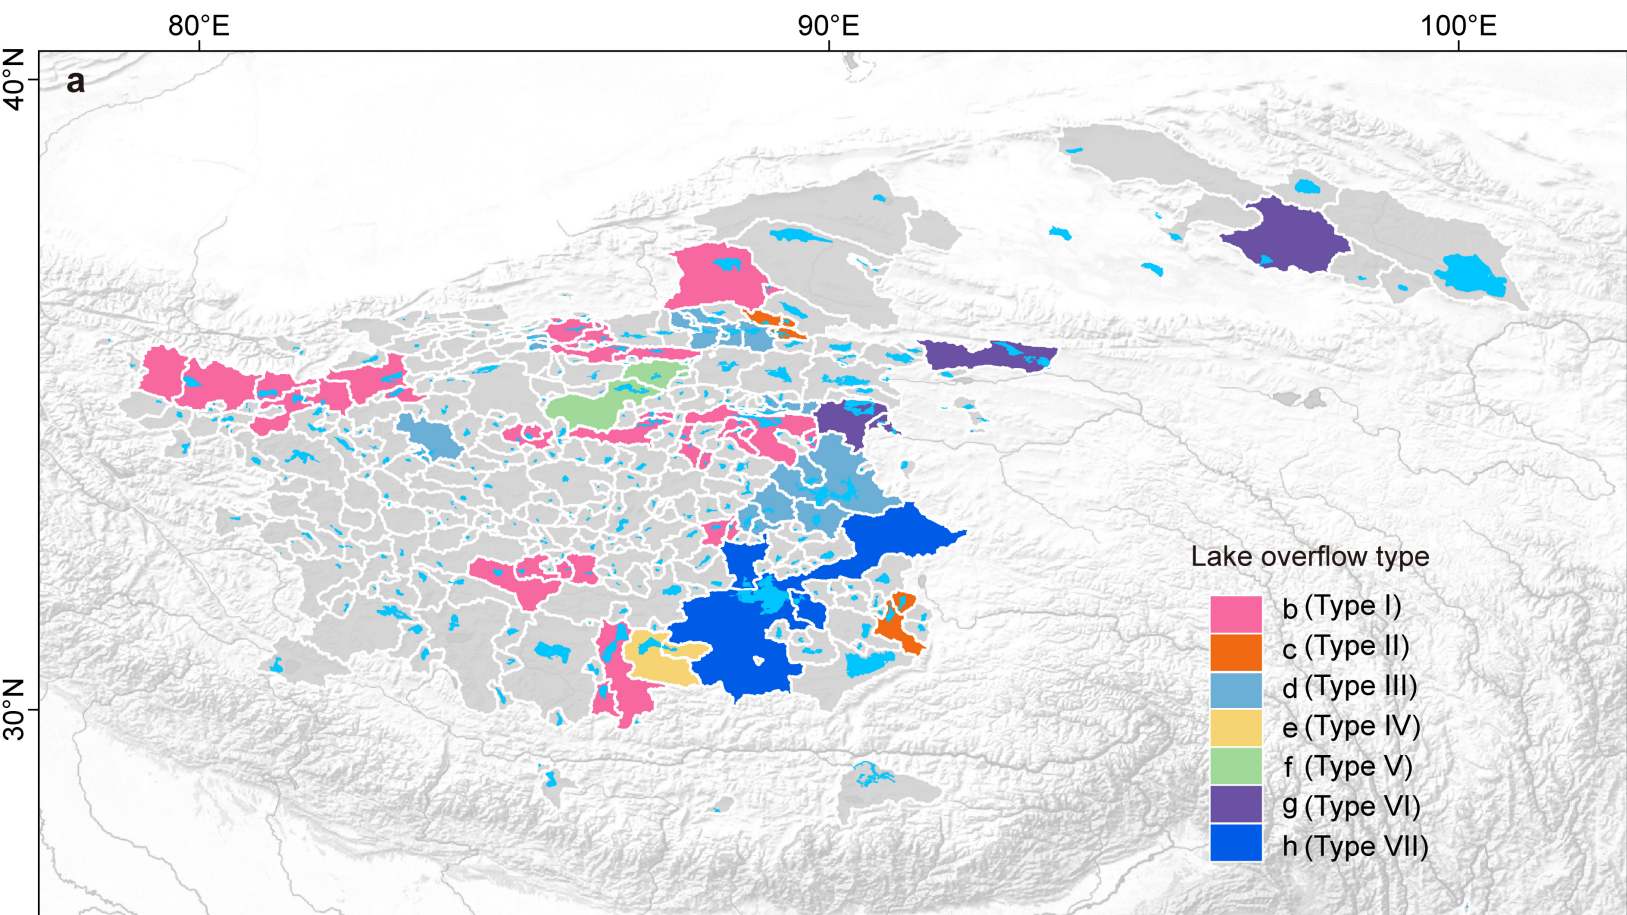 80°E 90°E 100°E
40°N
a
30°N
Lake overflow type
b (Type I)
c (Type II)
d (Type III)
e (Type IV)
f (Type V)
g (Type VI)
h (Type VII)